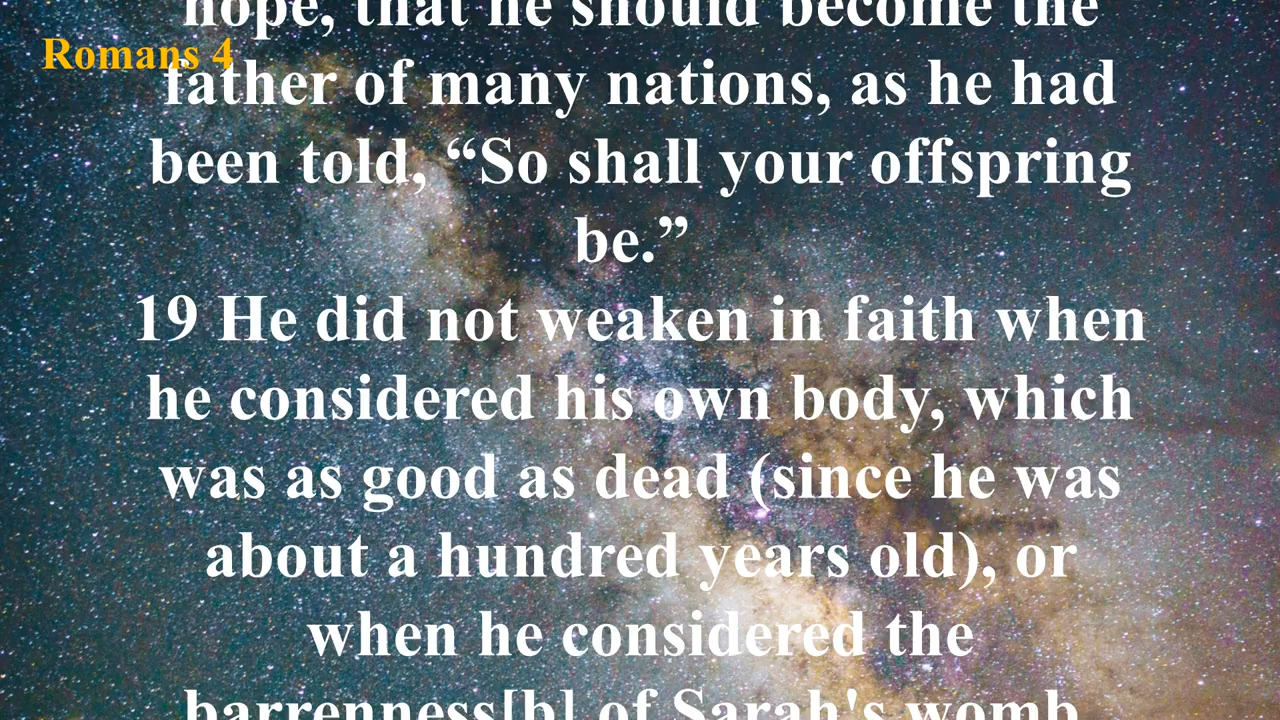 hope, that he should become the
Romans 4
father of many nations, as he had
been told, “So shall your offspring
be.”
19 He did not weaken in faith when
he considered his own body, which
was as good as dead (since he was
about a hundred years old), or
when he considered the
barrenness[b] of Sarah's womb